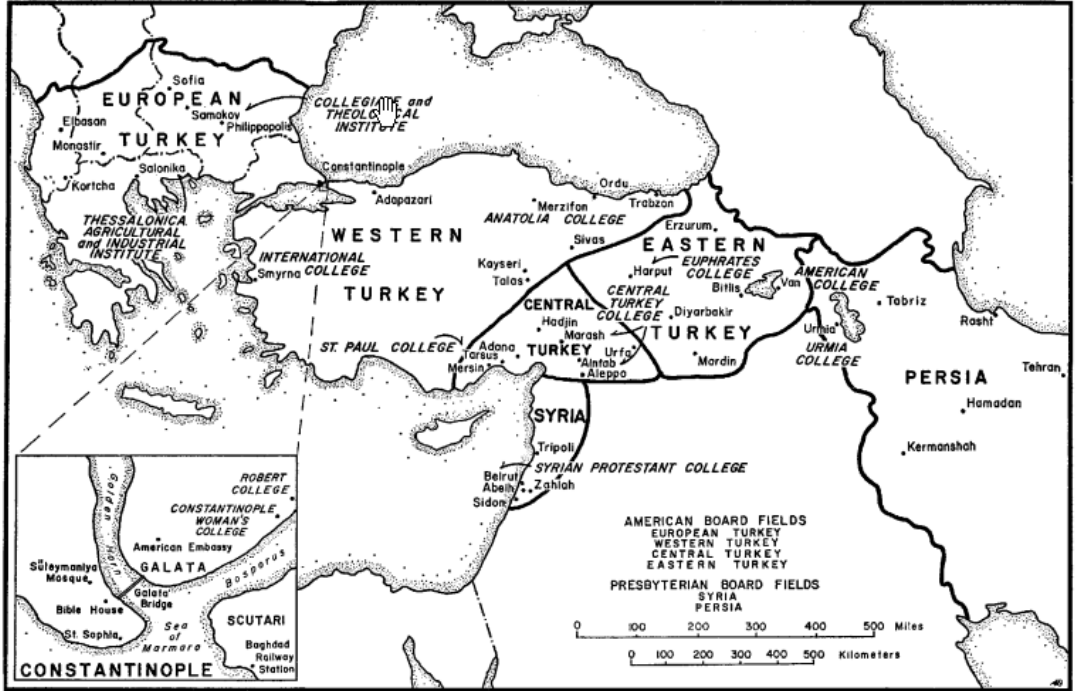 Sofia
EUROPEAN
Samakov
Philippopolis
Elbasan
TURKEY
Monastir
Kortcha
Salonika
COLLEGIATE and
THEOLOGICAL
INSTITUTE
Constantinople
Adapazari
THESSALONICA
AGRICULTURAL
and INDUSTRIAL
INSTITUTE
INTERNATIONAL
COLLEGE
Smyrna
WESTERN
TURKEY
Ordu
Merzifon
Trabzon
ANATOLIA COLLEGE
Sivas
Kayseri
Talas
Erzurum
EASTERN
EUPHRATES
COLLEGE
Harput
Bitlis
Van
AMERICAN
COLLEGE
CENTRAL
TURKEY
COLLEGE
Diyarbakir
TURKEY
Mardin
CENTRAL
Hadjin
Marash
TURKEY
Urfa
Aintab
Aleppo
ST. PAUL COLLEGE
Adana
Tarsus
Mersin
Urmia
URMIA
COLLEGE
Tabriz
Rasht
Tehran
PERSIA
Hamadan
Kermanshah
SYRIA
Tripoli
SYRIAN PROTESTANT COLLEGE
Beirut
Abeih
Zahlah
Sidon
AMERICAN BOARD FIELDS
EUROPEAN TURKEY
WESTERN TURKEY
CENTRAL TURKEY
EASTERN TURKEY
PRESBYTERIAN BOARD FIELDS
SYRIA
PERSIA
0 100 200 300 400 500 Miles
0 100 200 300 400 500 Kilometers
Golden Horn
ROBERT
COLLEGE
CONSTANTINOPLE
WOMAN'S
COLLEGE
American Embassy
GALATA
Bosporus
Süleymaniya
Mosque
Bible House
Galata
Bridge
St. Sophia
Sea
of
Marmara
SCUTARI
Baghdad
Railway
Station
CONSTANTINOPLE